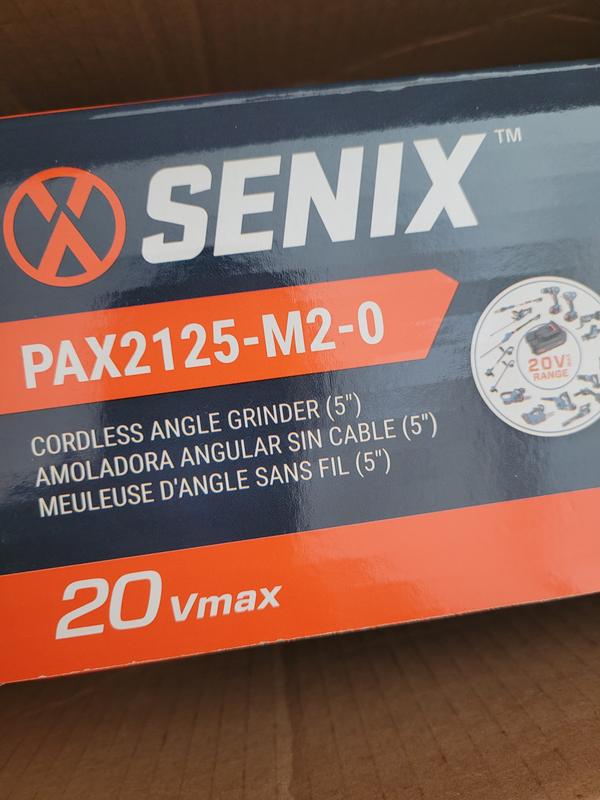 SENIX™
PAX2125-M2-0
CORDLESS ANGLE GRINDER (5")
AMOLADORA ANGULAR SIN CABLE (5")
MEULEUSE D'ANGLE SANS FIL (5")
20V MAX
RANGE
20 Vmax